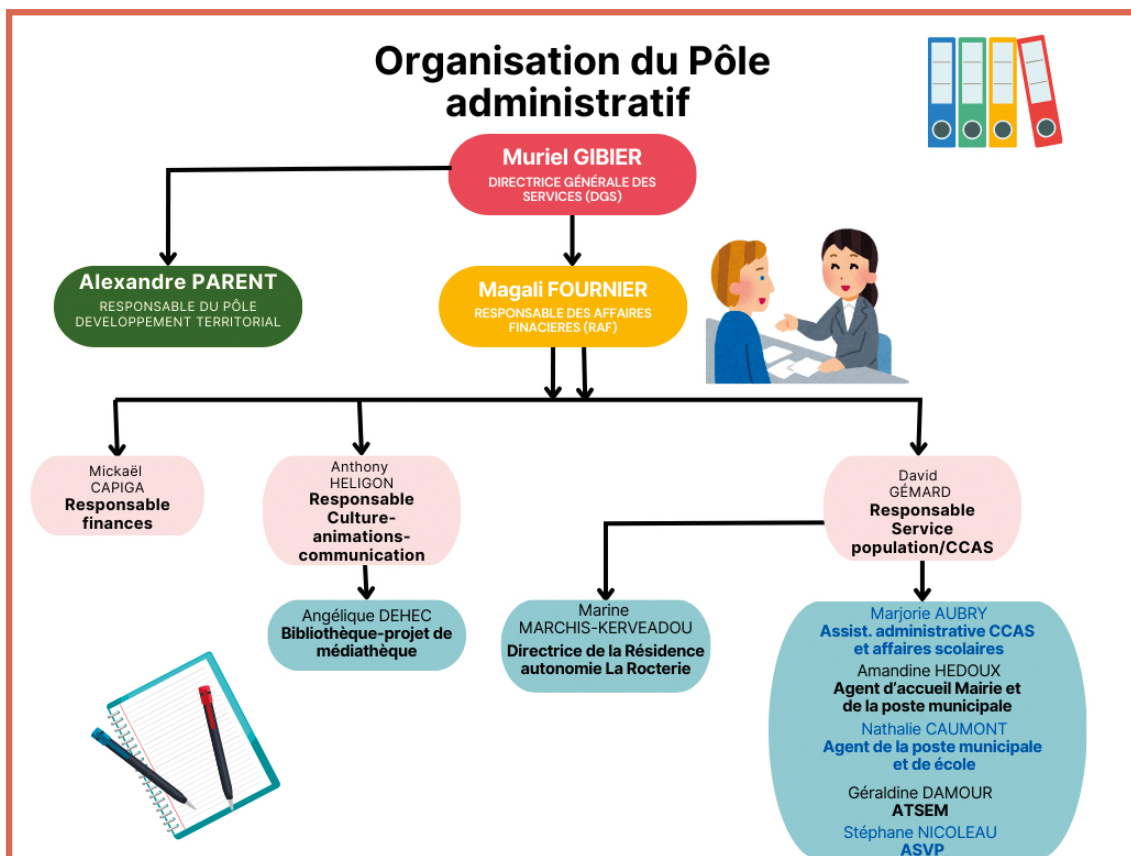 Organisation du Pôle
administratif
Muriel GIBIER
DIRECTRICE GÉNÉRALE DES
SERVICES (DGS)
Alexandre PARENT
RESPONSABLE DU PÔLE
DEVELOPPEMENT TERRITORIAL
Magali FOURNIER
RESPONSABLE DES AFFAIRES
FINACIERES (RAF)
Mickaël
CAPIGA
Responsable
finances
Anthony
HELIGON
Responsable
Culture-
animations-
communication
David
GÉMARD
Responsable
Service
population/CCAS
Angélique DEHEC
Bibliothèque-projet de
médiathèque
Marine
MARCHIS-KERVEADOU
Directrice de la Résidence
autonomie La Rocterie
Marjorie AUBRY
Assist. administrative CCAS
et affaires scolaires
Amandine HEDOUX
Agent d'accueil Mairie et
de la poste municipale
Nathalie CAUMONT
Agent de la poste municipale
et de école
Géraldine DAMOUR
ATSEM
Stéphane NICOLEAU
ASVP